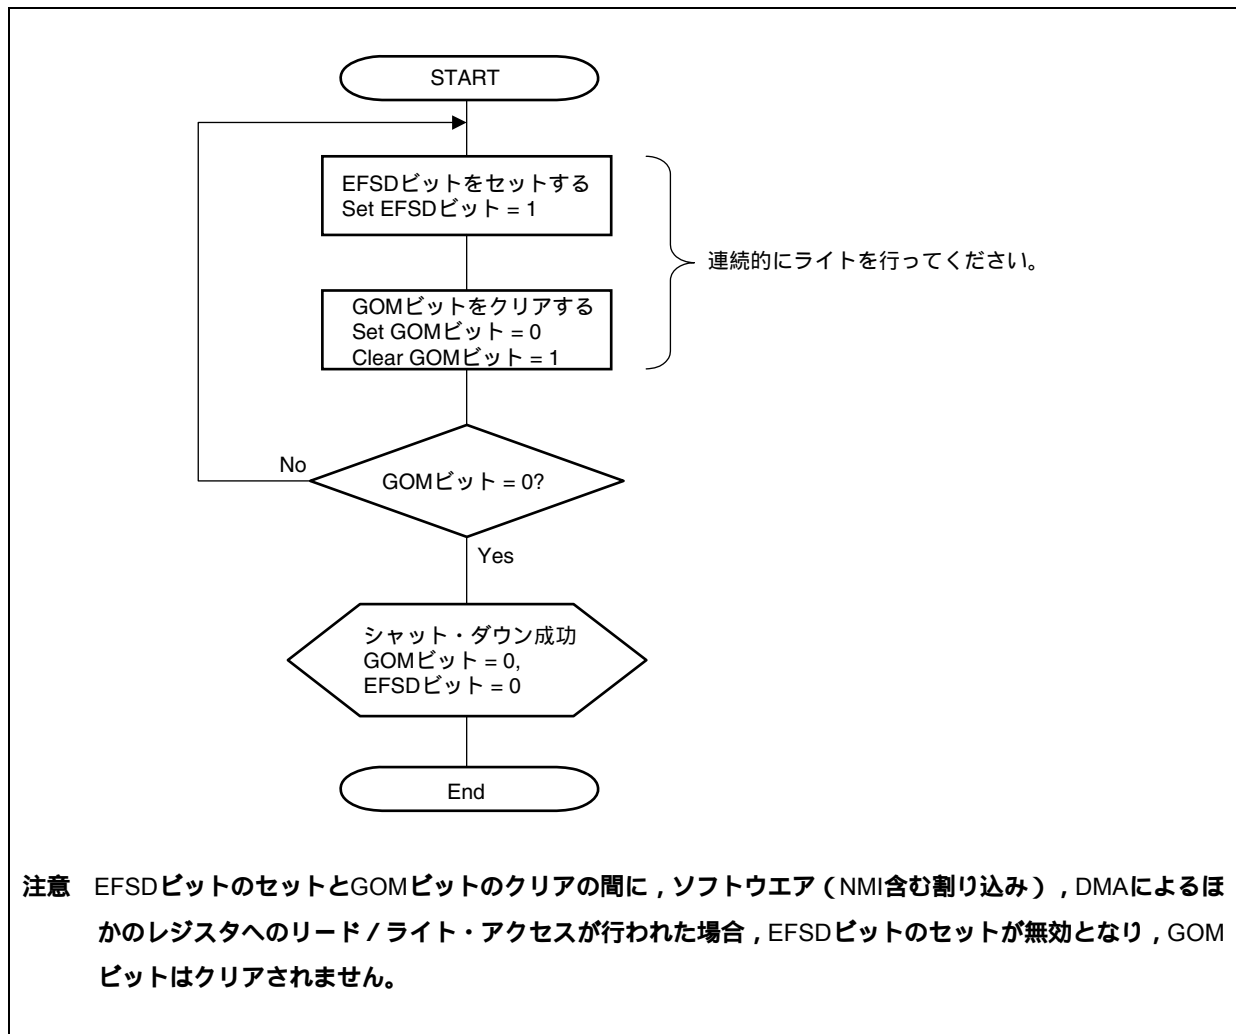 START
EFSDビットをセットする
Set EFSDビット = 1
連続的にライトを行ってください。
GOMビットをクリアする
Set GOMビット = 0
Clear GOMビット = 1
No
GOMビット = 0?
Yes
シャット・ダウン成功
GOMビット = 0,
EFSDビット = 0
End
注意 EFSDビットのセットとGOMビットのクリアの間に，ソフトウエア（NMI含む割り込み），DMAによるほ
かのレジスタへのリード／ライト・アクセスが行われた場合，EFSDビットのセットが無効となり，GOM
ビットはクリアされません。